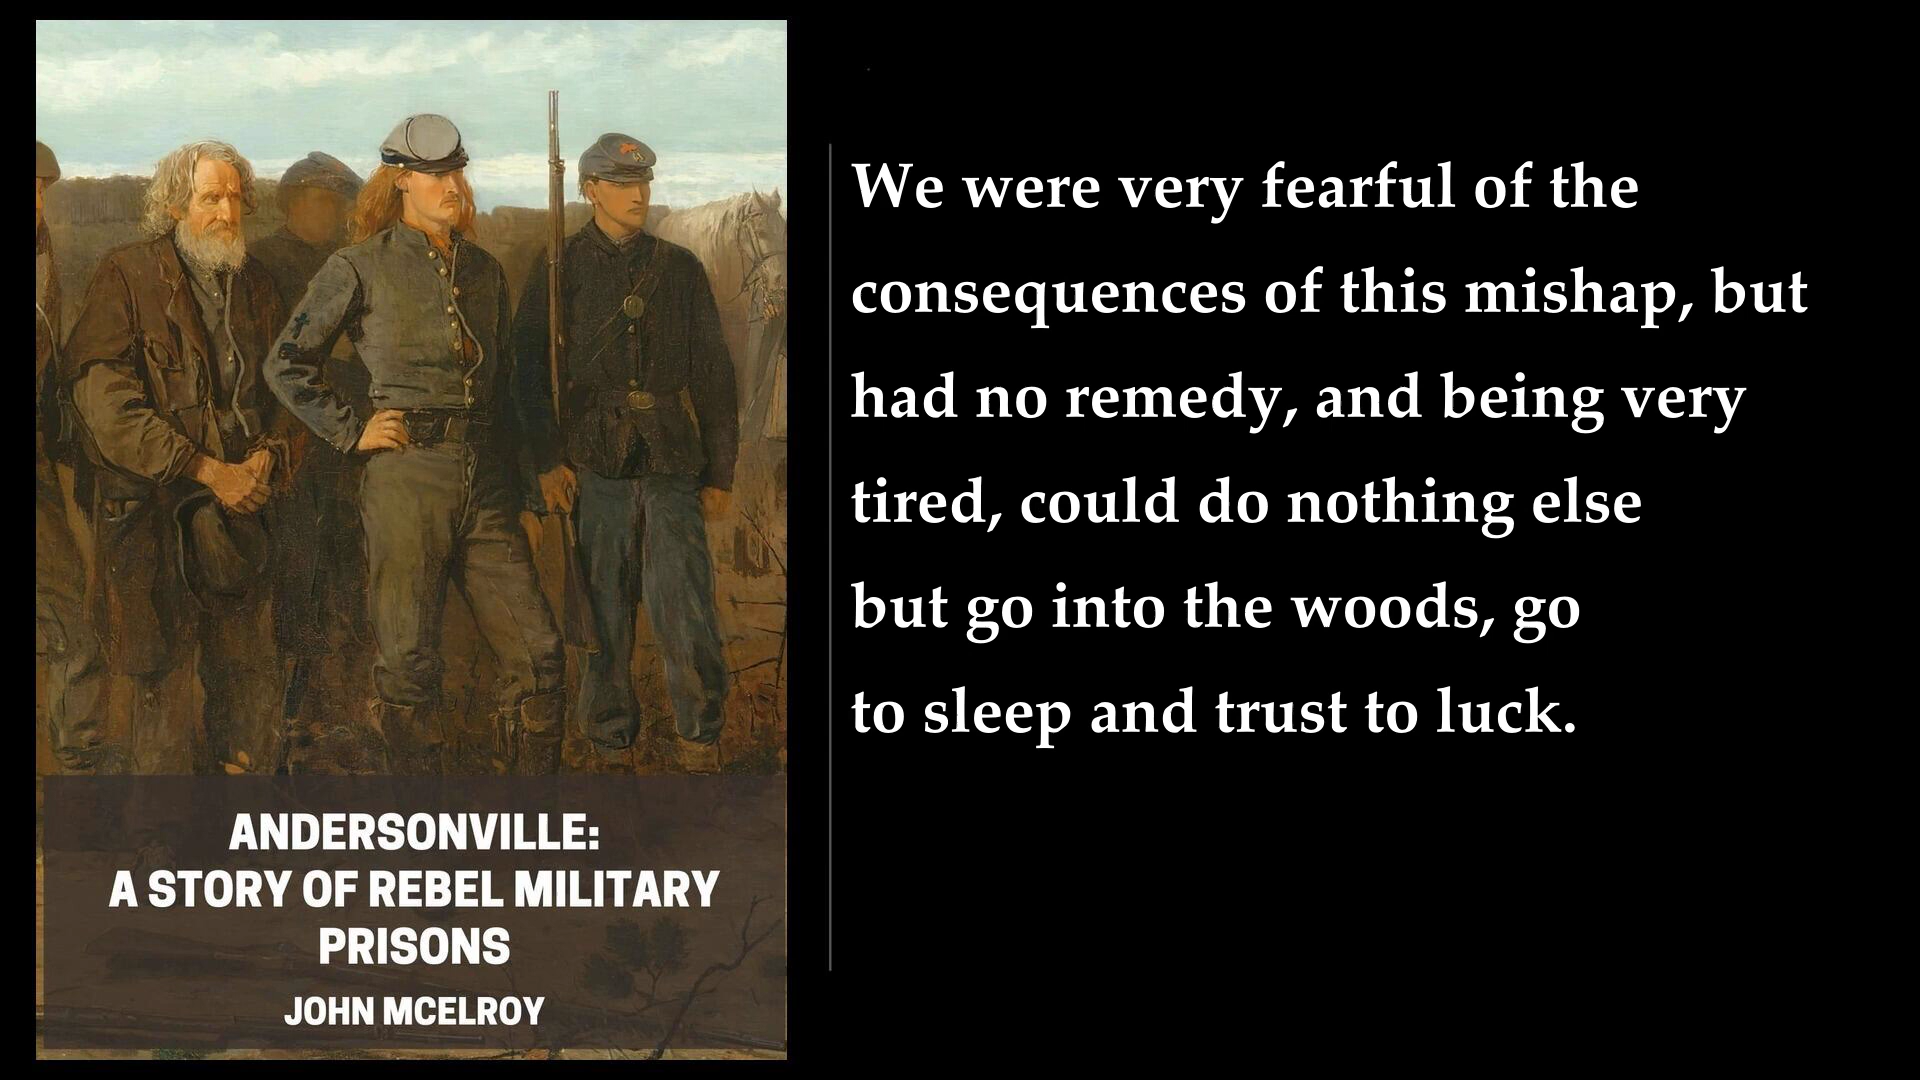 ANDERSONVILLE:
A STORY OF REBEL MILITARY
PRISONS
JOHN MCELROY
We were very fearful of the
consequences of this mishap, but
had no remedy, and being very
tired, could do nothing else
but go into the woods, go
to sleep and trust to luck.